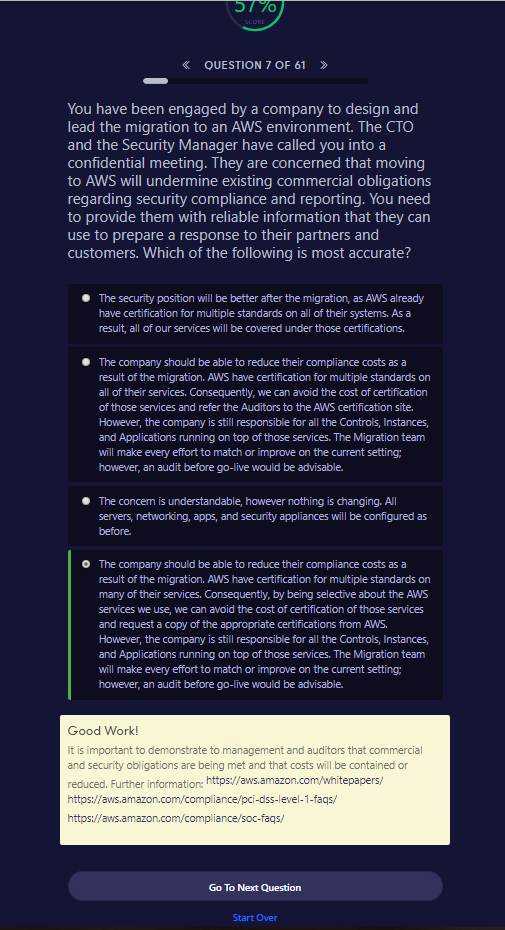 57%
SCORE
« QUESTION 7 OF 61 »
You have been engaged by a company to design and
lead the migration to an AWS environment. The CTO
and the Security Manager have called you into a
confidential meeting. They are concerned that moving
to AWS will undermine existing commercial obligations
regarding security compliance and reporting. You need
to provide them with reliable information that they can
use to prepare a response to their partners and
customers. Which of the following is most accurate?
The security position will be better after the migration, as AWS already
have certification for multiple standards on all of their systems. As a
result, all of our services will be covered under those certifications.
The company should be able to reduce their compliance costs as a
result of the migration. AWS have certification for multiple standards on
all of their services. Consequently, we can avoid the cost of certification
of those services and refer the Auditors to the AWS certification site.
However, the company is still responsible for all the Controls, Instances,
and Applications running on top of those services. The Migration team
will make every effort to match or improve on the current setting;
however, an audit before go-live would be advisable.
The concern is understandable, however nothing is changing. All
servers, networking, apps, and security appliances will be configured as
before.
The company should be able to reduce their compliance costs as a
result of the migration. AWS have certification for multiple standards on
many of their services. Consequently, by being selective about the AWS
services we use, we can avoid the cost of certification of those services
and request a copy of the appropriate certifications from AWS.
However, the company is still responsible for all the Controls, Instances,
and Applications running on top of those services. The Migration team
will make every effort to match or improve on the current setting;
however, an audit before go-live would be advisable.
Good Work!
It is important to demonstrate to management and auditors that commercial
and security obligations are being met and that costs will be contained or
reduced. Further information: https://aws.amazon.com/whitepapers/
https://aws.amazon.com/compliance/pci-dss-level-1-faqs/
https://aws.amazon.com/compliance/soc-faqs/
Go To Next Question
Start Over